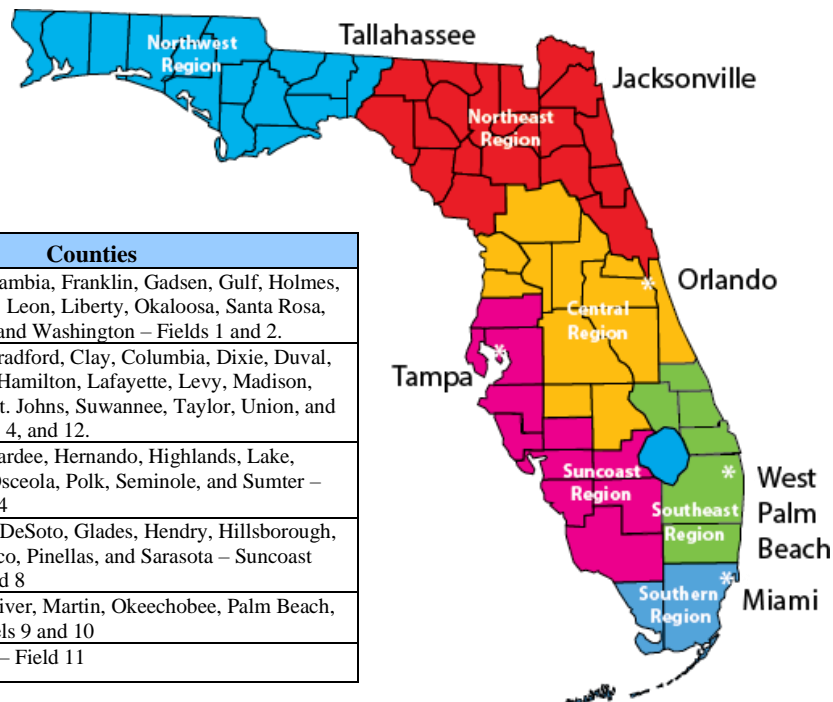 Tallahassee
Northwest
Region
Jacksonville
Northeast
Region
Counties
ambia, Franklin, Gadsen, Gulf, Holmes,
Leon, Liberty, Okaloosa, Santa Rosa,
and Washington – Fields 1 and 2.
radford, Clay, Columbia, Dixie, Duval,
Hamilton, Lafayette, Levy, Madison,
t. Johns, Suwannee, Taylor, Union, and
4, and 12.
ardee, Hernando, Highlands, Lake,
Osceola, Polk, Seminole, and Sumter –
4
DeSoto, Glades, Hendry, Hillsborough,
co, Pinellas, and Sarasota – Suncoast
d 8
iver, Martin, Okeechobee, Palm Beach,
ls 9 and 10
– Field 11
Orlando
*
Central
Region
Tampa
*
Suncoast
Region
*
West
Palm
Beach
Southeast
Region
*
Miami
Southern
Region